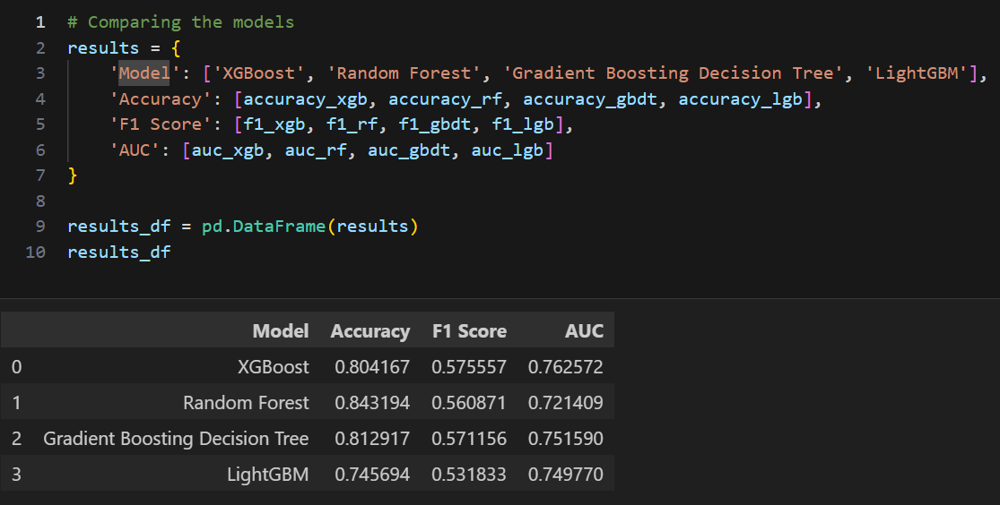 1 # Comparing the models
2 results = {
3 'Model': ['XGBoost', 'Random Forest', 'Gradient Boosting Decision Tree', 'LightGBM'],
4 'Accuracy': [accuracy_xgb, accuracy_rf, accuracy_gbdt, accuracy_lgb],
5 'F1 Score': [f1_xgb, f1_rf, f1_gbdt, f1_lgb],
6 'AUC': [auc_xgb, auc_rf, auc_gbdt, auc_lgb]
7 }
8
9 results_df = pd.DataFrame(results)
10 results_df
Model Accuracy F1 Score AUC
0 XGBoost 0.804167 0.575557 0.762572
1 Random Forest 0.843194 0.560871 0.721409
2 Gradient Boosting Decision Tree 0.812917 0.571156 0.751590
3 LightGBM 0.745694 0.531833 0.749770